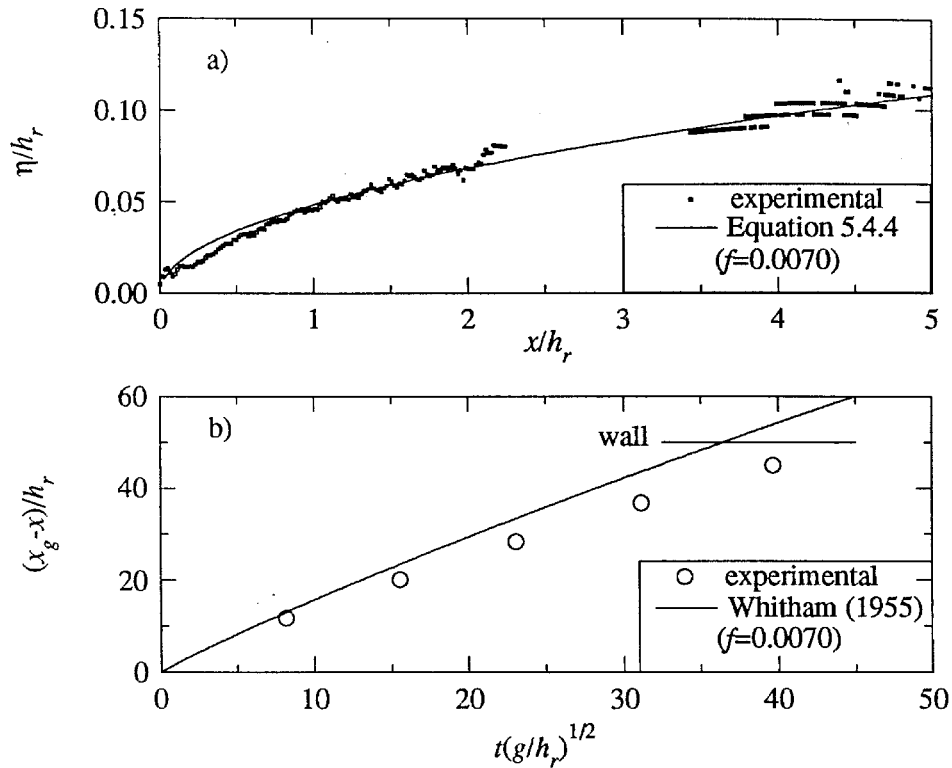 0.15
a)
0.10
η/h_r
0.05
experimental
Equation 5.4.4
(f=0.0070)
0.00
0 1 2 3 4 5
x/h_r
60
b)
wall
40
(x_g-x)/h_r
20
experimental
Whitham (1955)
(f=0.0070)
0
0 10 20 30 40 50
t(g/h_r)^1/2